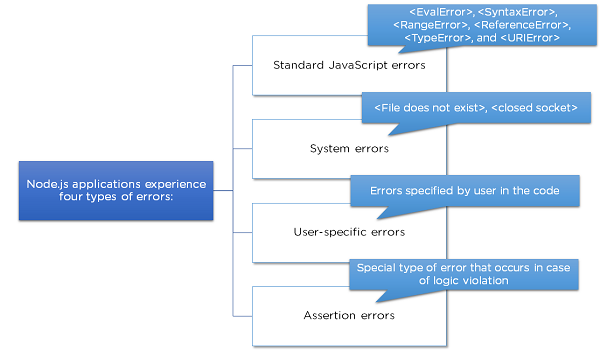 <EvalError>, <SyntaxError>,
<RangeError>, <ReferenceError>,
<TypeError>, and <URIError>
Standard JavaScript errors
<File does not exist>, <closed socket>
System errors
Node.js applications experience
four types of errors:
Errors specified by user in the code
User-specific errors
Special type of error that occurs in case
of logic violation
Assertion errors